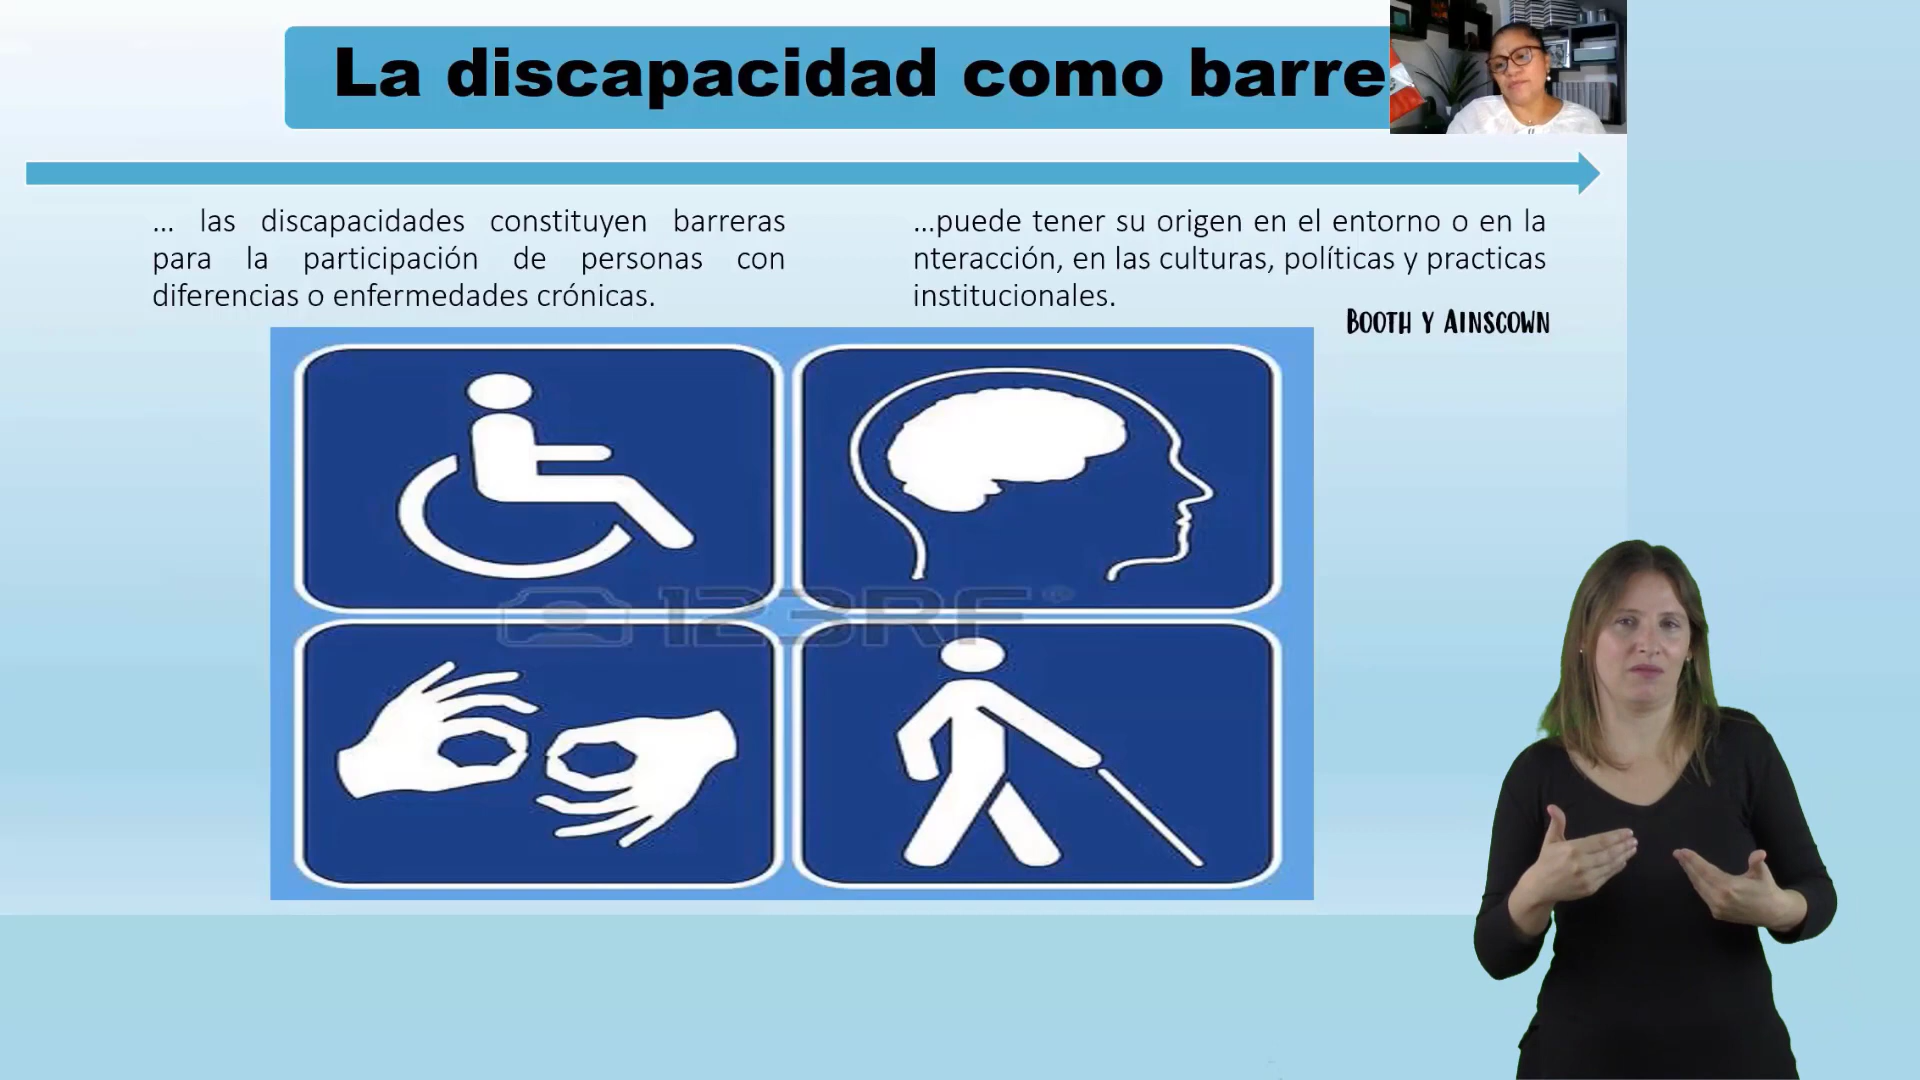 La discapacidad como barre
... las discapacidades constituyen barreras
para la participación de personas con
diferencias o enfermedades crónicas.
...puede tener su origen en el entorno o en la
nteracción, en las culturas, políticas y practicas
institucionales.
Booth y Ainscown
123RF®